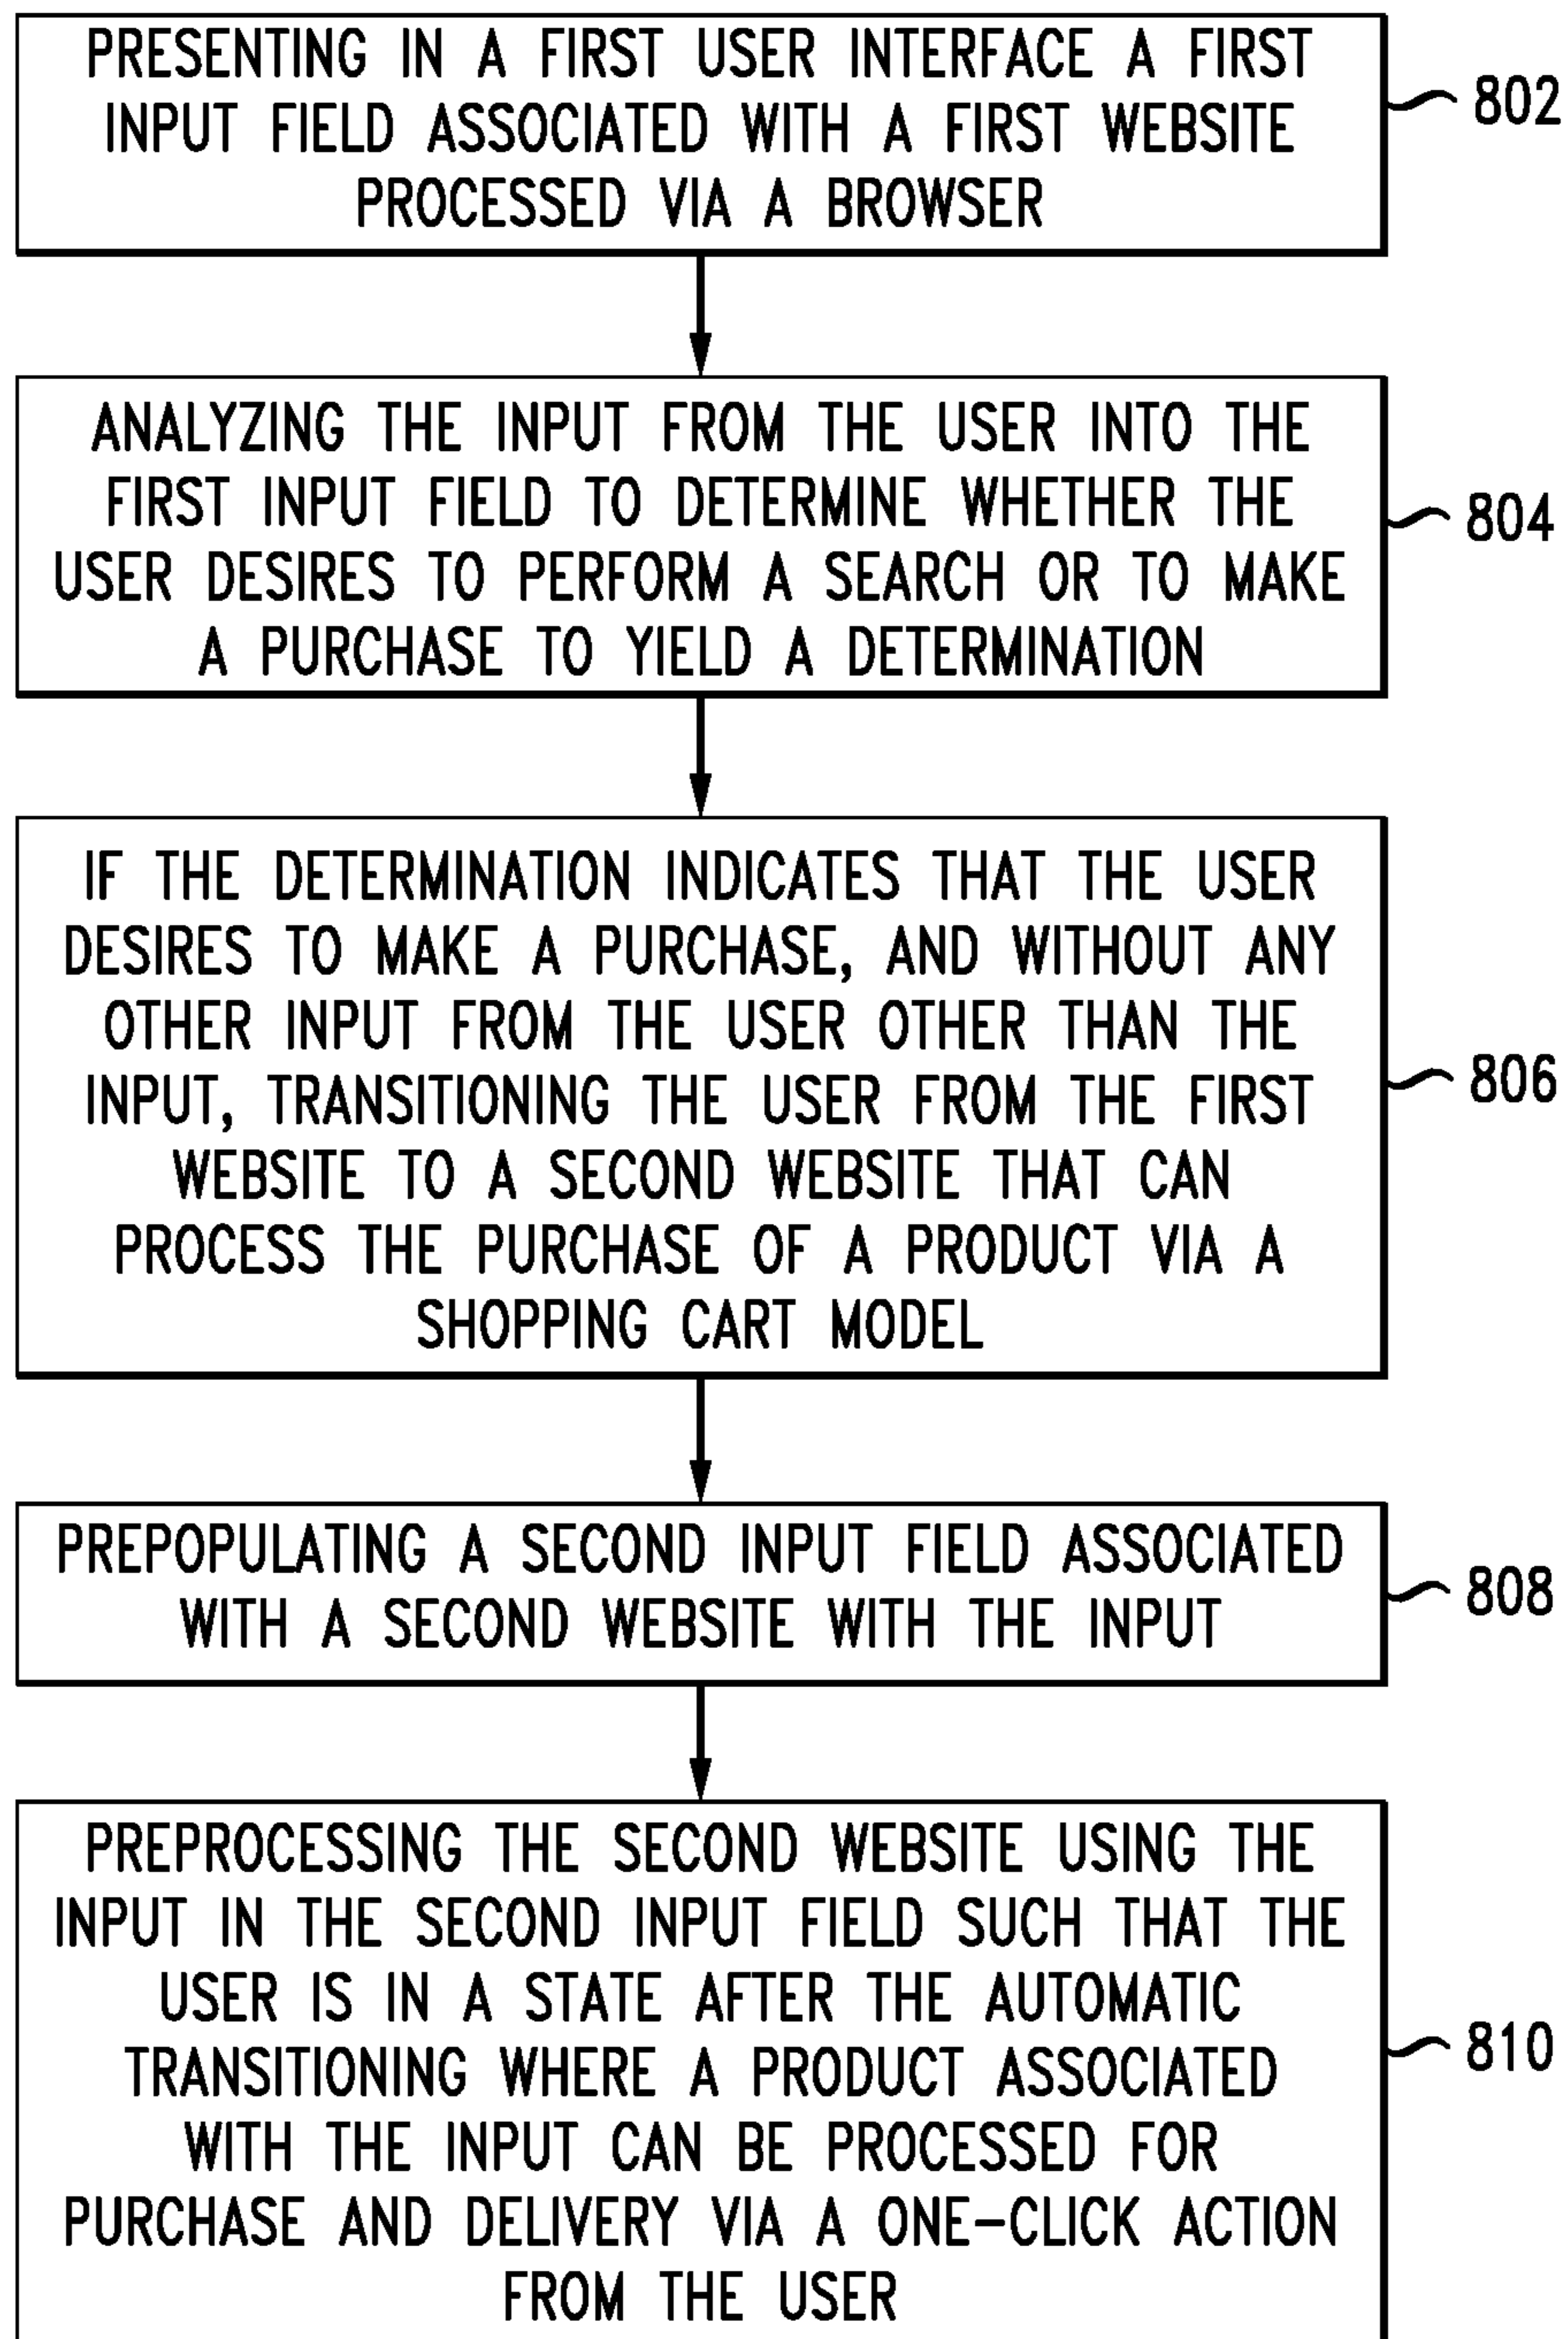 PRESENTING IN A FIRST USER INTERFACE A FIRST
INPUT FIELD ASSOCIATED WITH A FIRST WEBSITE
PROCESSED VIA A BROWSER
802
ANALYZING THE INPUT FROM THE USER INTO THE
FIRST INPUT FIELD TO DETERMINE WHETHER THE
USER DESIRES TO PERFORM A SEARCH OR TO MAKE
A PURCHASE TO YIELD A DETERMINATION
804
IF THE DETERMINATION INDICATES THAT THE USER
DESIRES TO MAKE A PURCHASE, AND WITHOUT ANY
OTHER INPUT FROM THE USER OTHER THAN THE
INPUT, TRANSITIONING THE USER FROM THE FIRST
WEBSITE TO A SECOND WEBSITE THAT CAN
PROCESS THE PURCHASE OF A PRODUCT VIA A
SHOPPING CART MODEL
806
PREPOPULATING A SECOND INPUT FIELD ASSOCIATED
WITH A SECOND WEBSITE WITH THE INPUT
808
PREPROCESSING THE SECOND WEBSITE USING THE
INPUT IN THE SECOND INPUT FIELD SUCH THAT THE
USER IS IN A STATE AFTER THE AUTOMATIC
TRANSITIONING WHERE A PRODUCT ASSOCIATED
WITH THE INPUT CAN BE PROCESSED FOR
PURCHASE AND DELIVERY VIA A ONE-CLICK ACTION
FROM THE USER
810